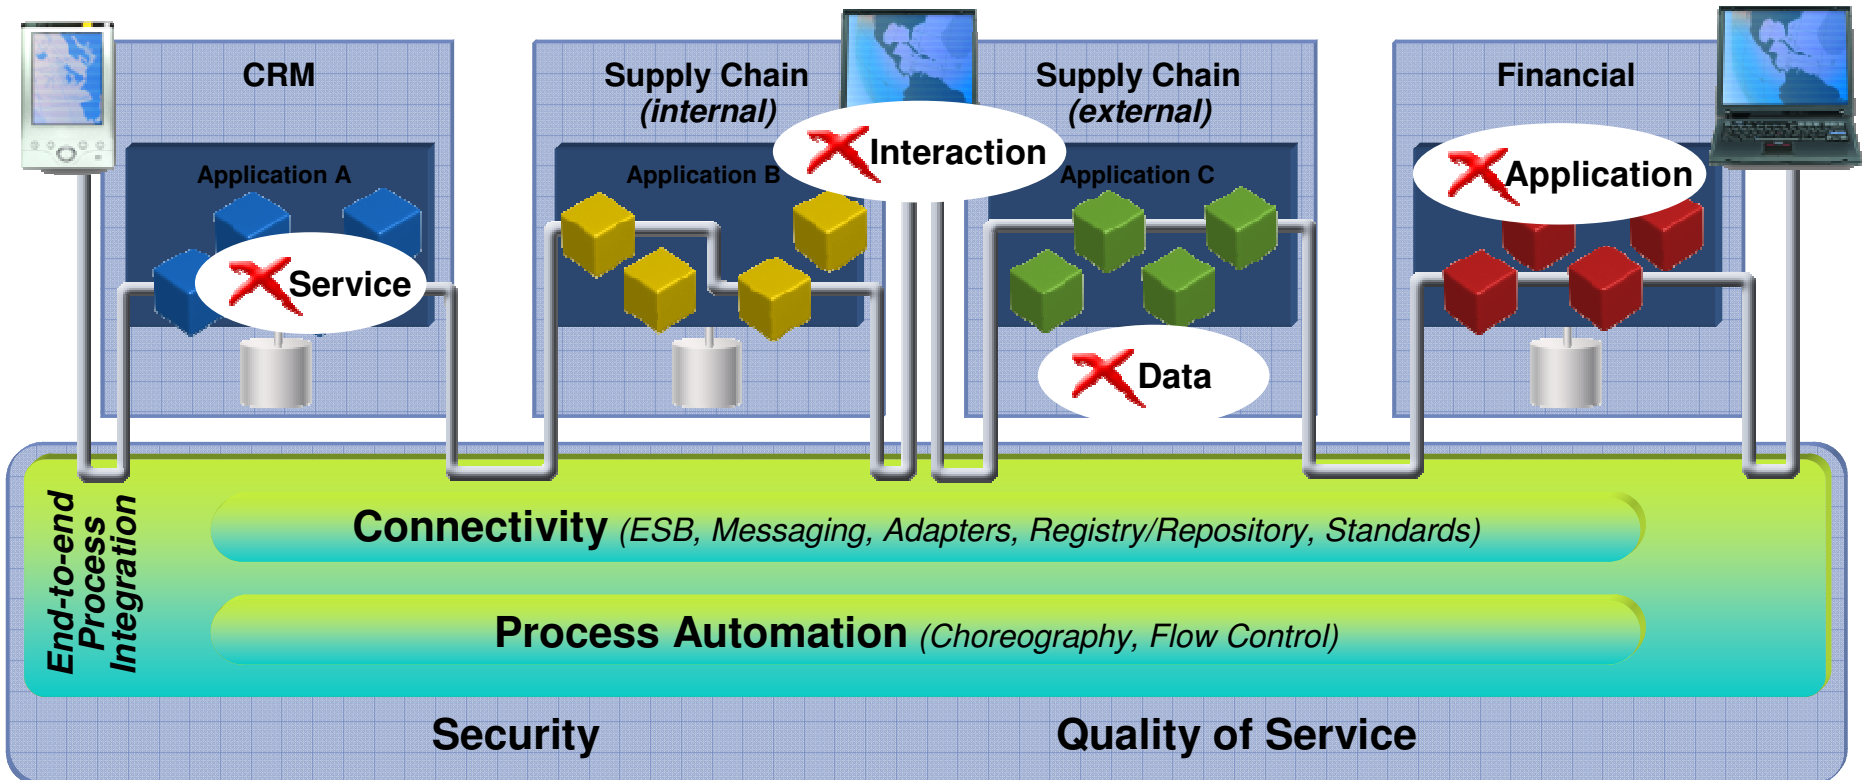 CRM
Supply Chain
(internal)
Supply Chain
(external)
Financial
Interaction
Application
Application A
Application B
Application C
Service
Data
End-to-end
Process
Integration
Connectivity (ESB, Messaging, Adapters, Registry/Repository, Standards)
Process Automation (Choreography, Flow Control)
Security
Quality of Service